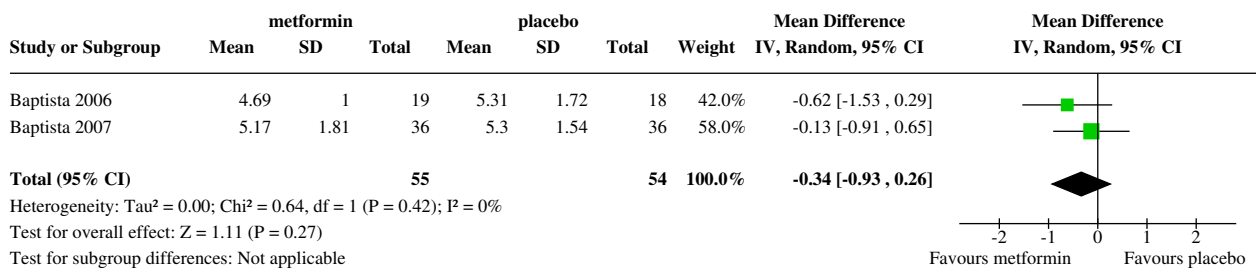 metformin placebo Mean Difference Mean Difference
Study or Subgroup Mean SD Total Mean SD Total Weight IV, Random, 95% CI IV, Random, 95% CI
Baptista 2006 4.69 1 19 5.31 1.72 18 42.0% -0.62 [-1.53 , 0.29]
Baptista 2007 5.17 1.81 36 5.3 1.54 36 58.0% -0.13 [-0.91 , 0.65]
Total (95% CI) 55 54 100.0% -0.34 [-0.93 , 0.26]
Heterogeneity: Tau² = 0.00; Chi² = 0.64, df = 1 (P = 0.42); I² = 0%
Test for overall effect: Z = 1.11 (P = 0.27) -2 -1 0 1 2
Test for subgroup differences: Not applicable Favours metformin Favours placebo